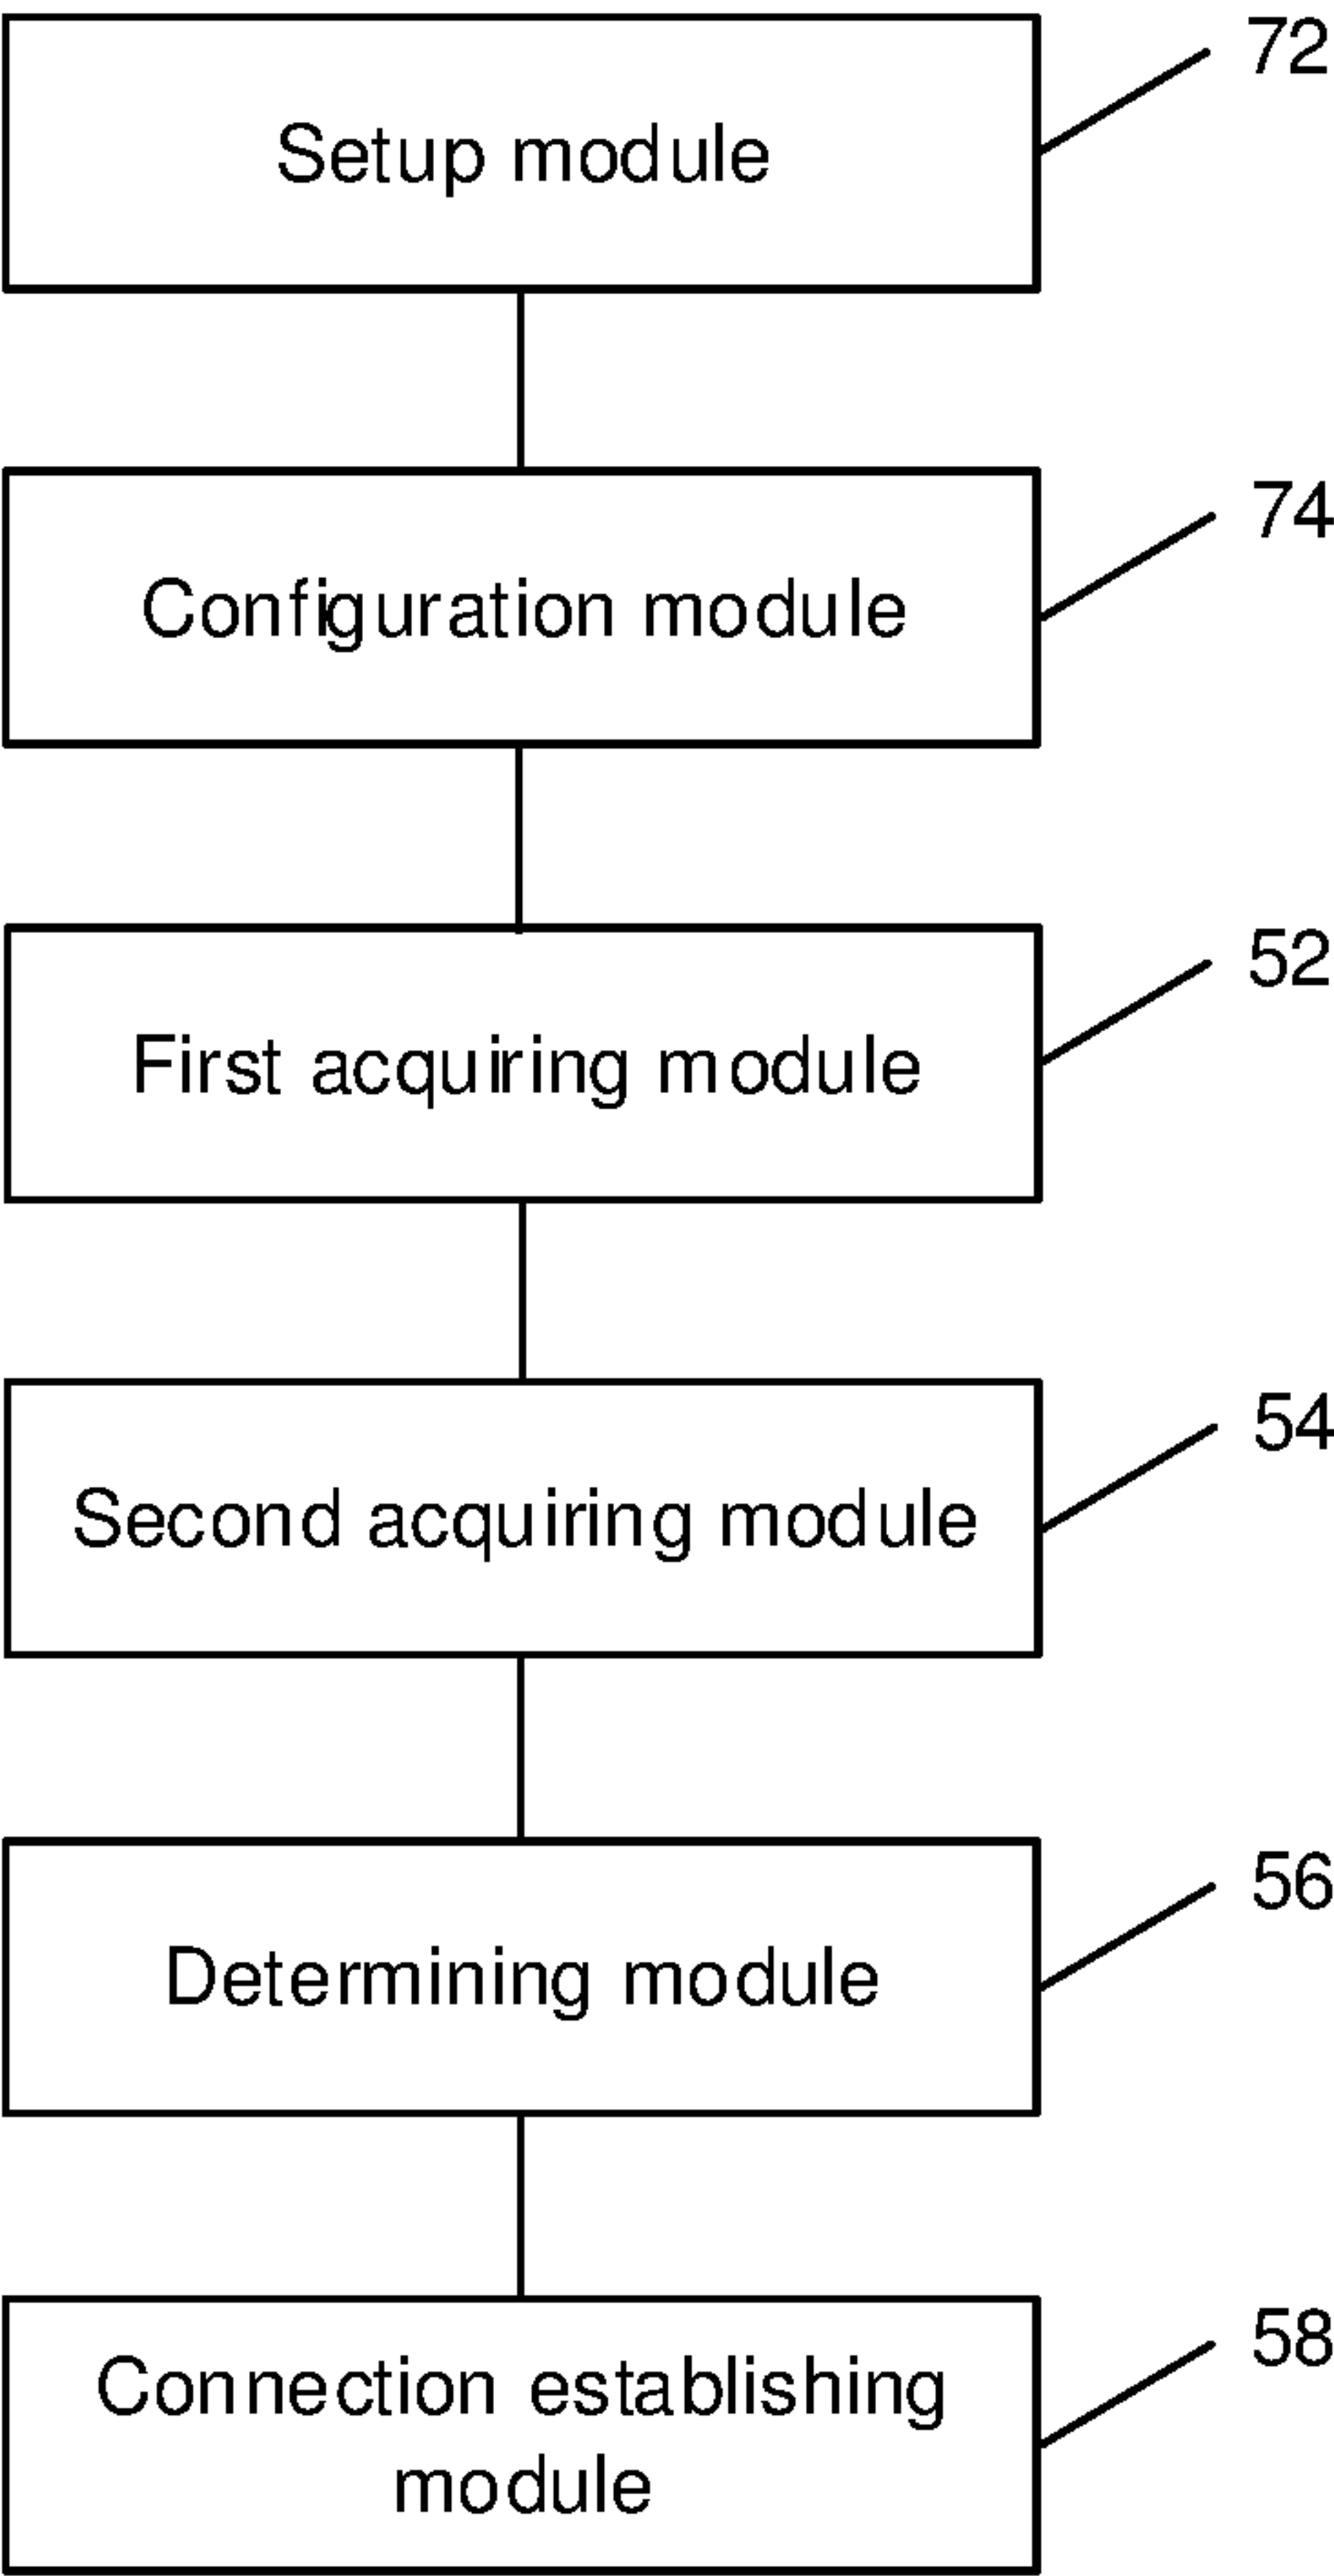 72
Setup module
74
Configuration module
52
First acquiring module
54
Second acquiring module
56
Determining module
58
Connection establishing
module